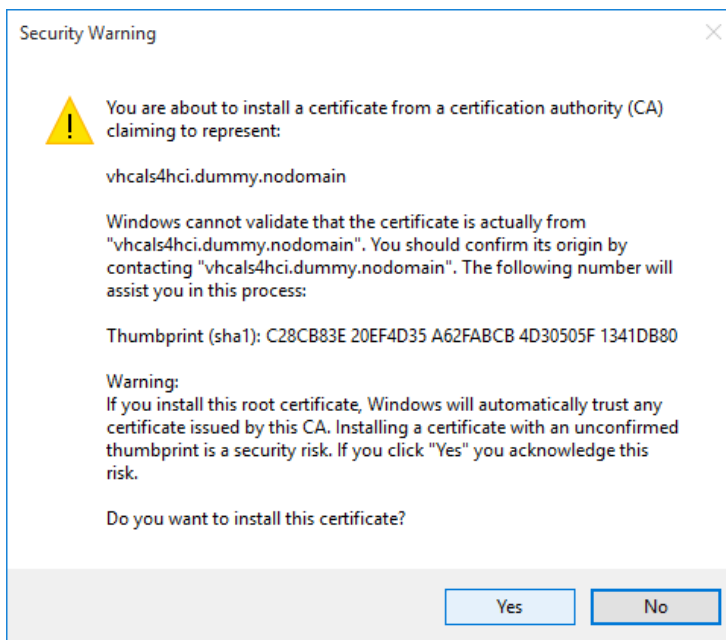 Security Warning
You are about to install a certificate from a certification authority (CA)
claiming to represent:
vhcals4hci.dummy.nodomain
Windows cannot validate that the certificate is actually from
"vhcals4hci.dummy.nodomain". You should confirm its origin by
contacting "vhcals4hci.dummy.nodomain". The following number will
assist you in this process:
Thumbprint (sha1): C28CB83E 20EF4D35 A62FABCB 4D30505F 1341DB80
Warning:
If you install this root certificate, Windows will automatically trust any
certificate issued by this CA. Installing a certificate with an unconfirmed
thumbprint is a security risk. If you click "Yes" you acknowledge this
risk.
Do you want to install this certificate?
Yes No